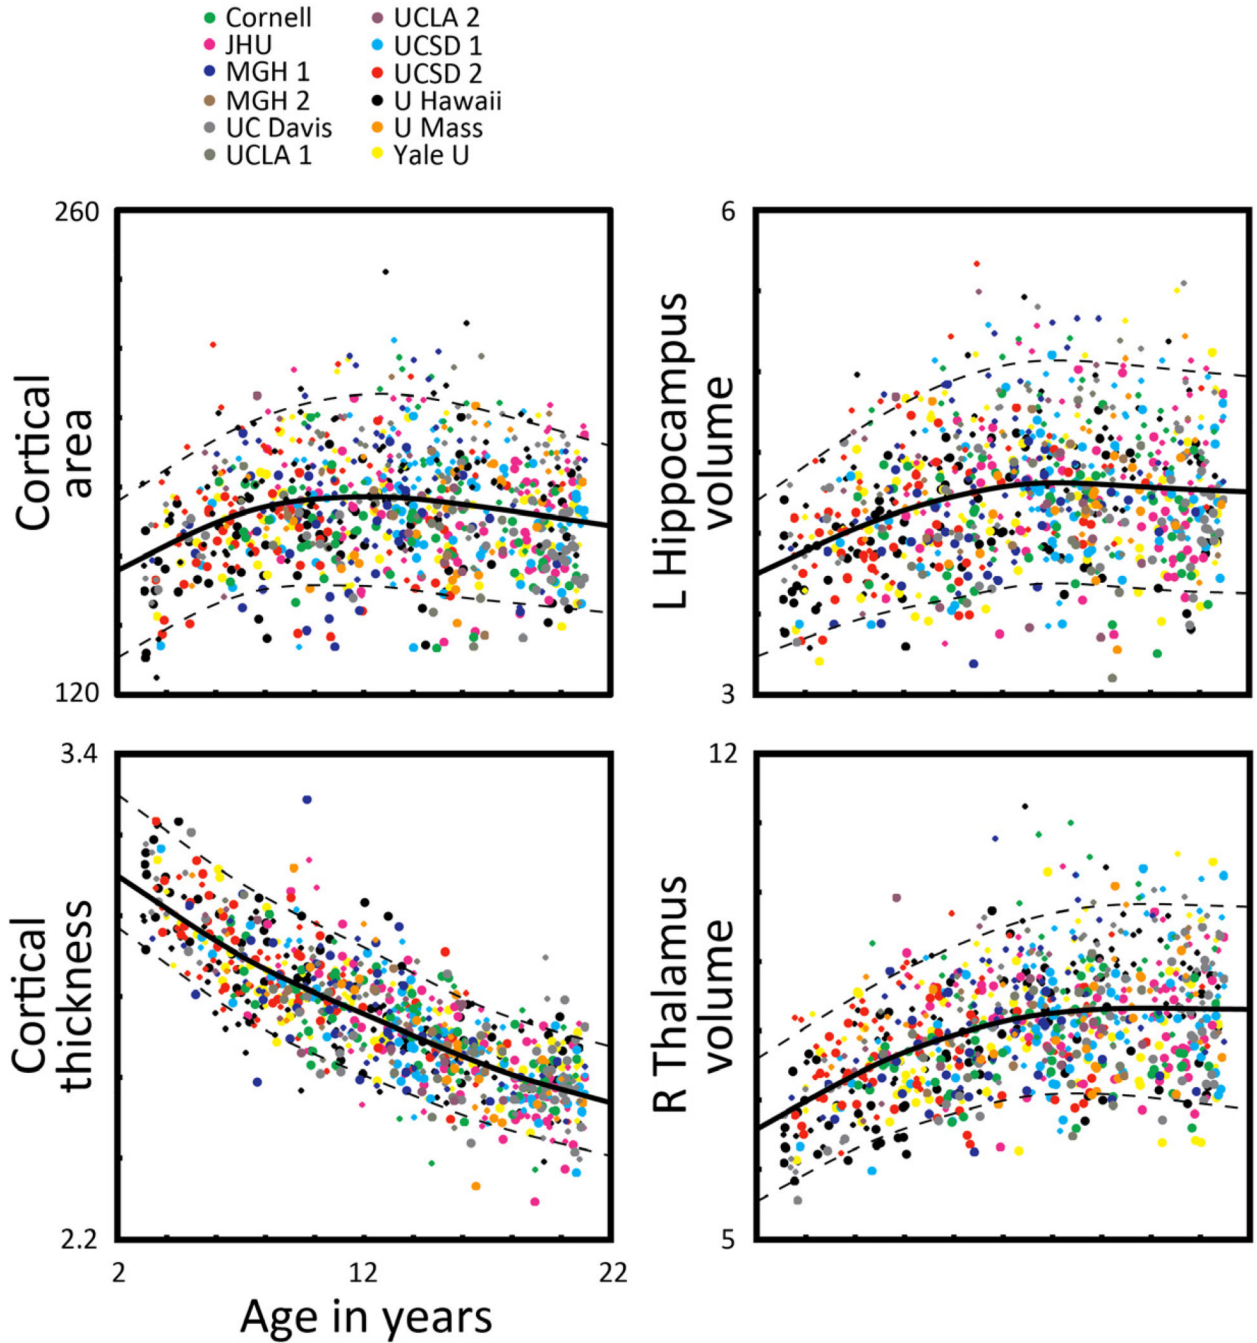 Cornell
JHU
MGH 1
MGH 2
UC Davis
UCLA 1
UCLA 2
UCSD 1
UCSD 2
U Hawaii
U Mass
Yale U
260
Cortical
area
120
6
L Hippocampus
volume
3
3.4
Cortical
thickness
2.2
2
12
22
Age in years
12
R Thalamus
volume
5